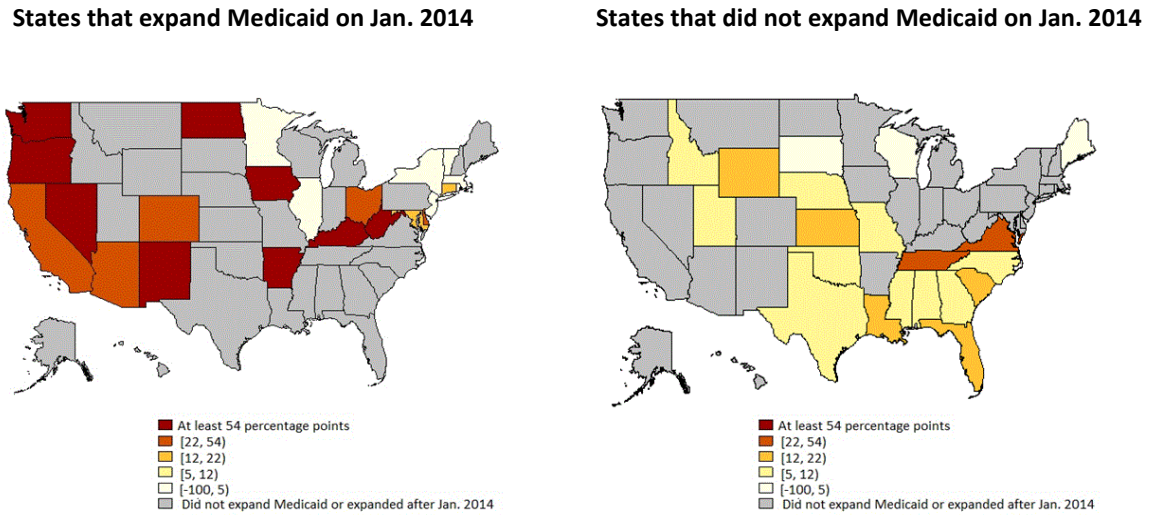 States that expand Medicaid on Jan. 2014
States that did not expand Medicaid on Jan. 2014
At least 54 percentage points
[22, 54)
[12, 22)
[5, 12)
[-100, 5)
Did not expand Medicaid or expanded after Jan. 2014
At least 54 percentage points
[22, 54)
[12, 22)
[5, 12)
[-100, 5)
Did not expand Medicaid or expanded after Jan. 2014